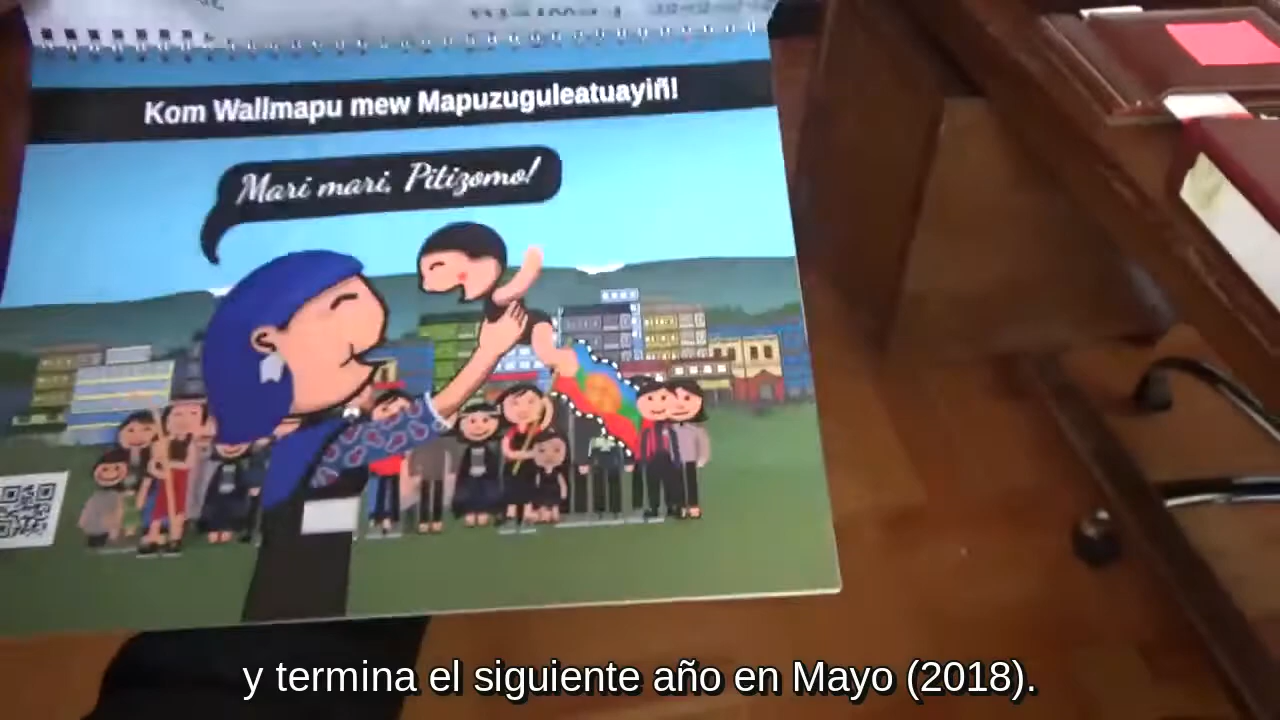 Kom Wallmapu mew Mapuzuguleatuayiñ!
Mari mari, Pitizomo!
y termina el siguiente año en Mayo (2018).